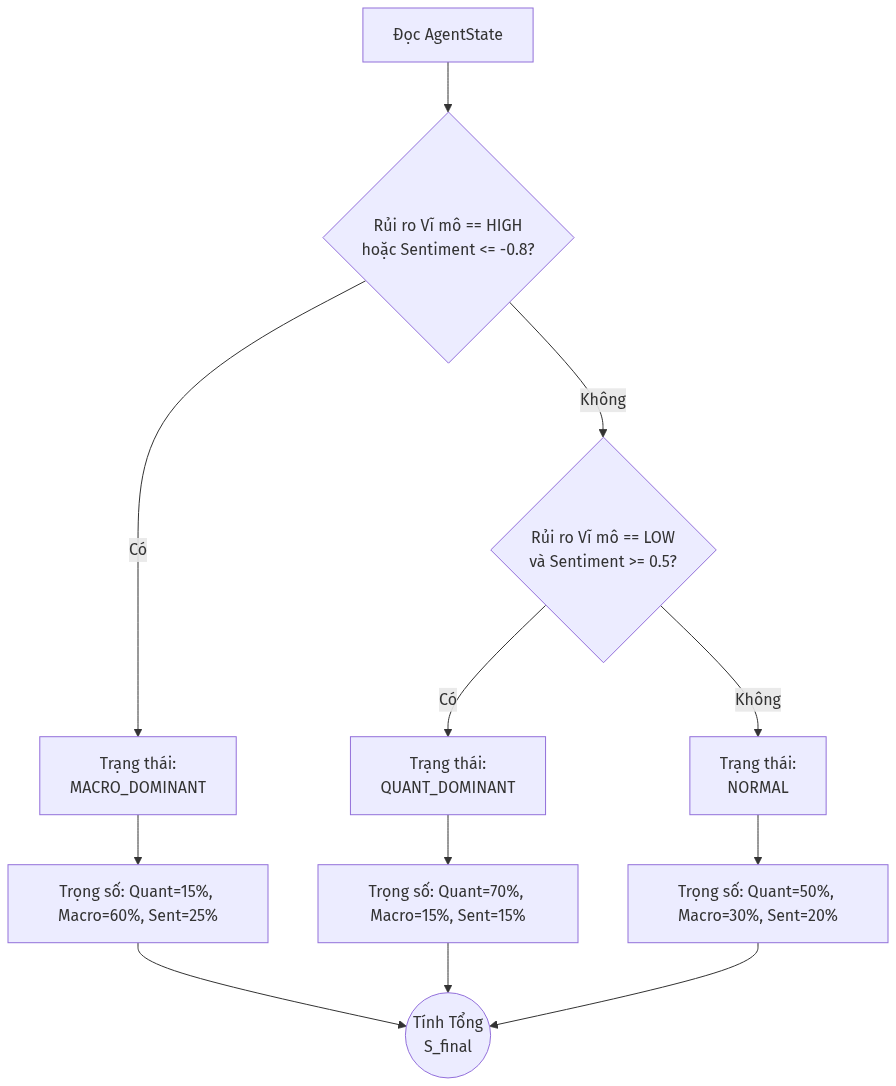 Đọc AgentState
Rủi ro Vĩ mô == HIGH
hoặc Sentiment <= -0.8?
Không
Rủi ro Vĩ mô == LOW
và Sentiment >= 0.5?
Có
Có
Không
Trạng thái:
MACRO_DOMINANT
Trạng thái:
QUANT_DOMINANT
Trạng thái:
NORMAL
Trọng số: Quant=15%,
Macro=60%, Sent=25%
Trọng số: Quant=70%,
Macro=15%, Sent=15%
Trọng số: Quant=50%,
Macro=30%, Sent=20%
Tính Tổng
S_final